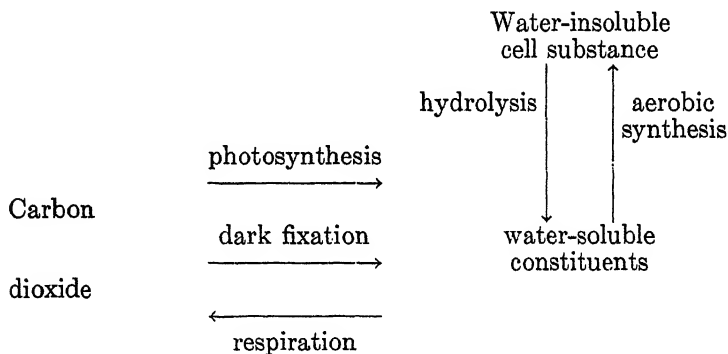 Water-insoluble
cell substance
hydrolysis
aerobic
synthesis
photosynthesis
Carbon
dark fixation
water-soluble
constituents
dioxide
respiration